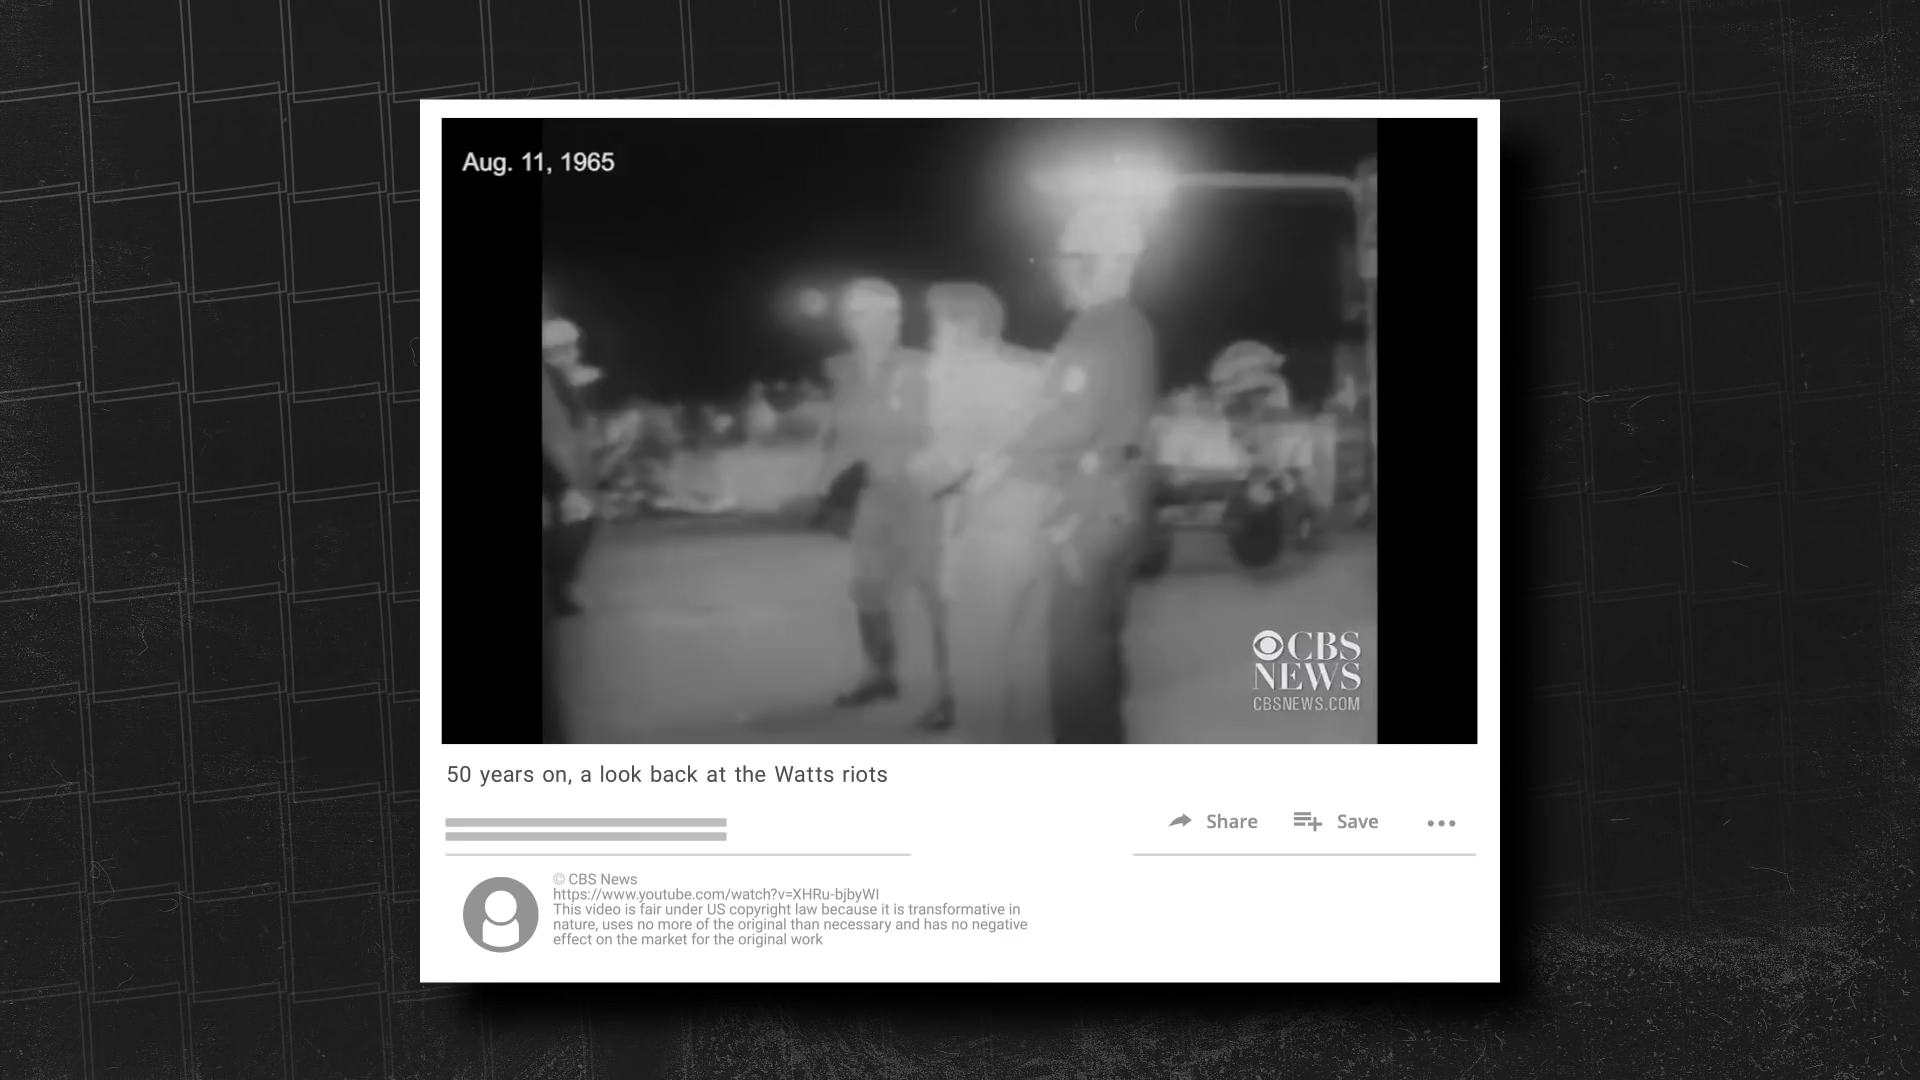 Aug. 11, 1965
CBS
NEWS
CBSNEWS.COM
50 years on, a look back at the Watts riots
Share Save
© CBS News
https://www.youtube.com/watch?v=XHRu-bjbyWI
This video is fair under US copyright law because it is transformative in
nature, uses no more of the original than necessary and has no negative
effect on the market for the original work